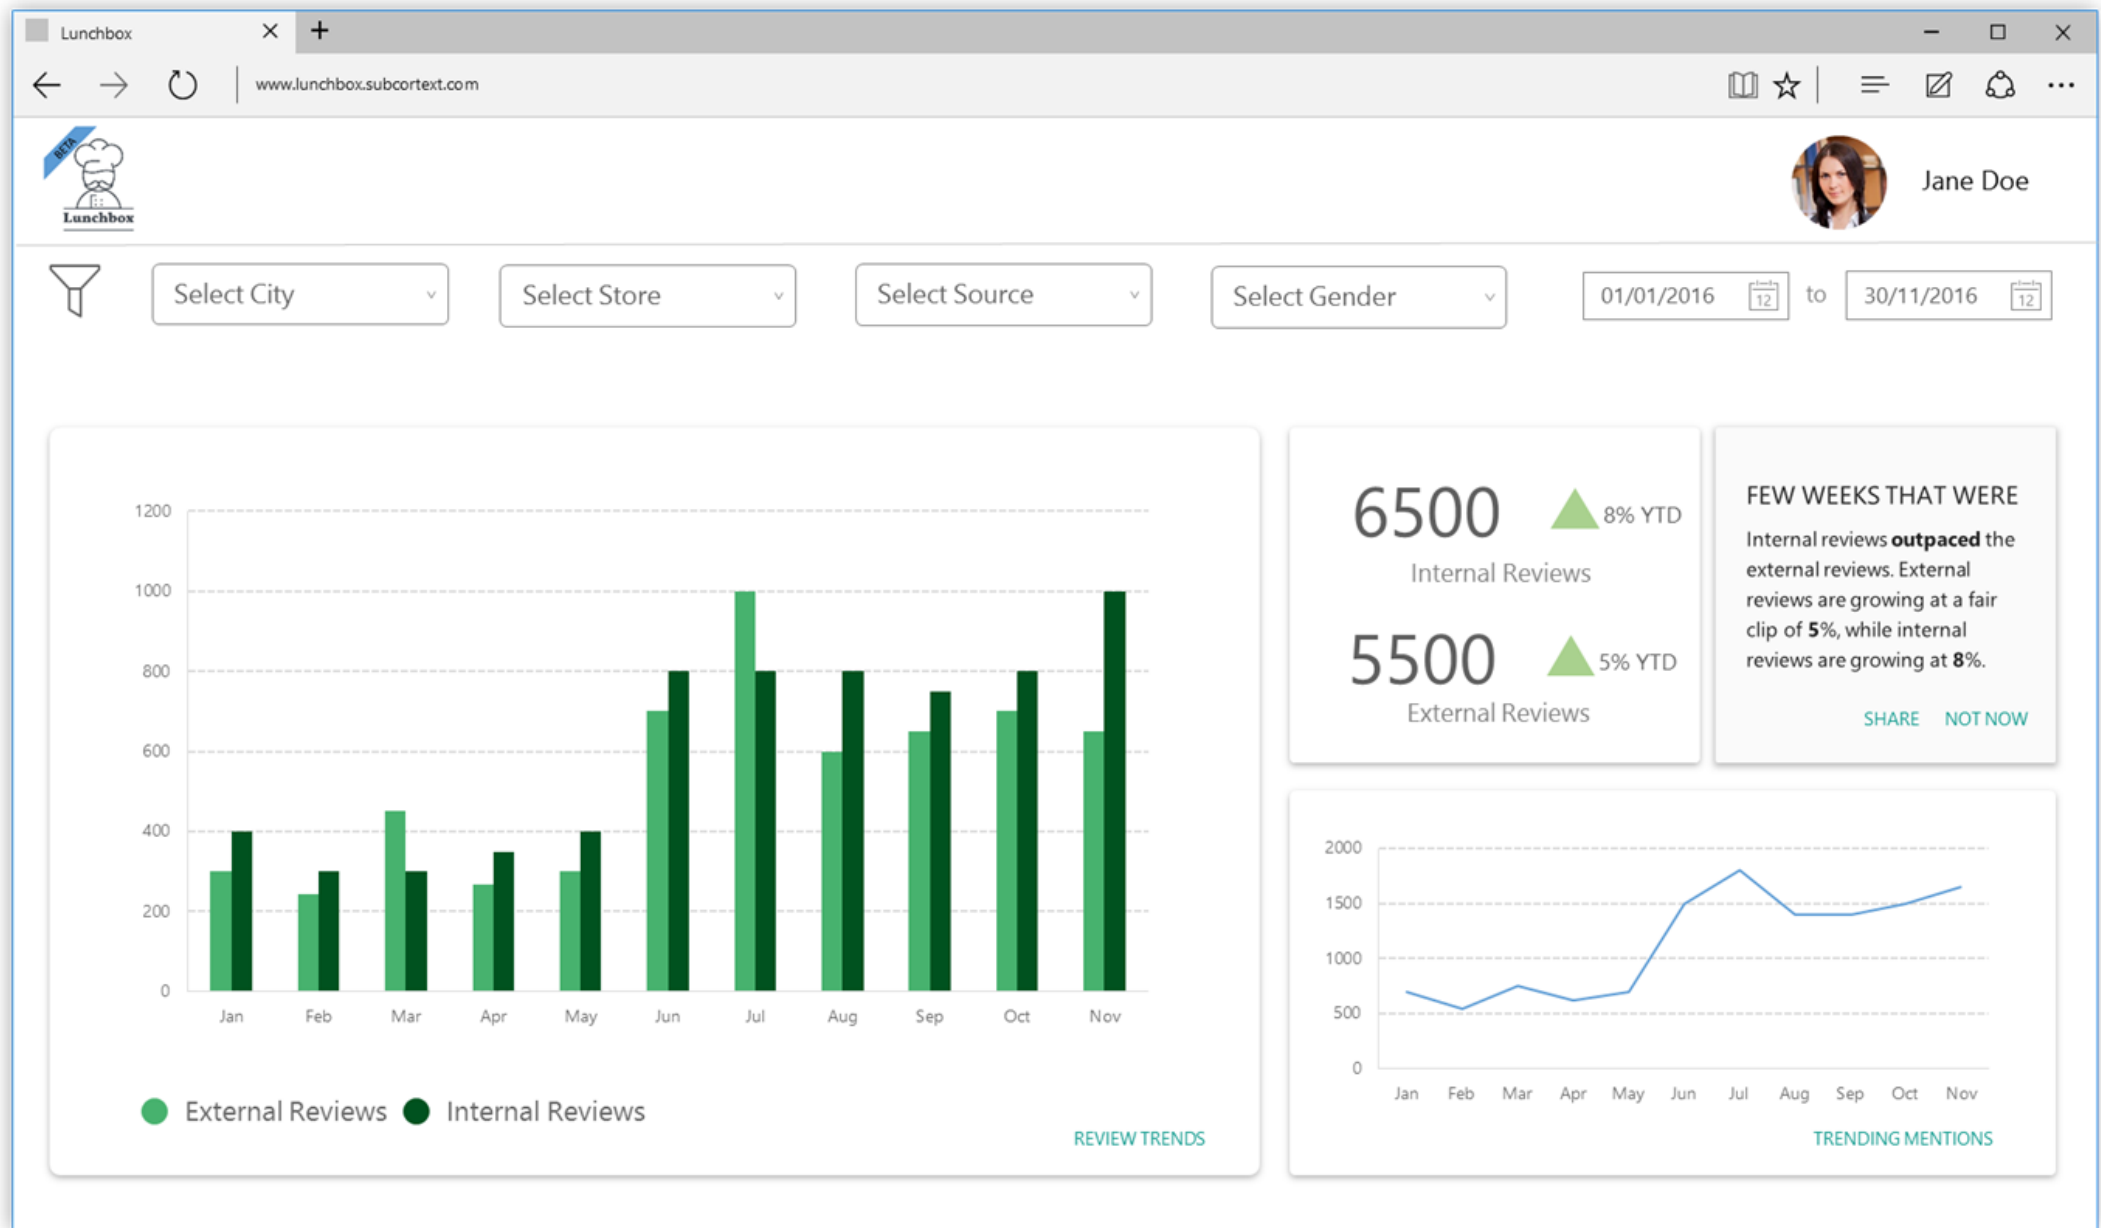 Lunchbox
www.lunchbox.subcortext.com
BETA
Lunchbox
Jane Doe
Select City
Select Store
Select Source
Select Gender
01/01/2016
12
to
30/11/2016
12
1200
1000
800
600
400
200
0
Jan Feb Mar Apr May Jun Jul Aug Sep Oct Nov
External Reviews
Internal Reviews
REVIEW TRENDS
6500
8% YTD
Internal Reviews
5500
5% YTD
External Reviews
FEW WEEKS THAT WERE
Internal reviews outpaced the
external reviews. External
reviews are growing at a fair
clip of 5%, while internal
reviews are growing at 8%.
SHARE NOT NOW
2000
1500
1000
500
0
Jan Feb Mar Apr May Jun Jul Aug Sep Oct Nov
TRENDING MENTIONS